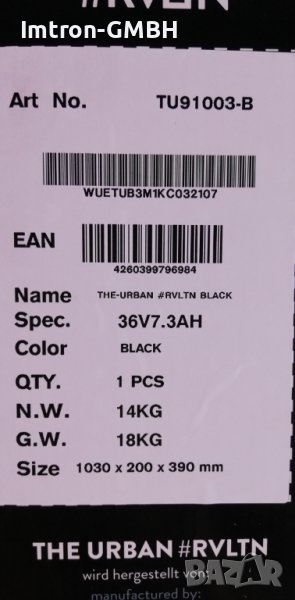 Imtron-GMBH
#RVLTN
Art No. TU91003-B
WUETUB3M1KC032107
EAN
4260399796984
Name THE-URBAN #RVLTN BLACK
Spec. 36V7.3AH
Color BLACK
QTY. 1 PCS
N.W. 14KG
G.W. 18KG
Size 1030 x 200 x 390 mm
THE URBAN #RVLTN
wird hergestellt von:
manufactured by:
BAZAR